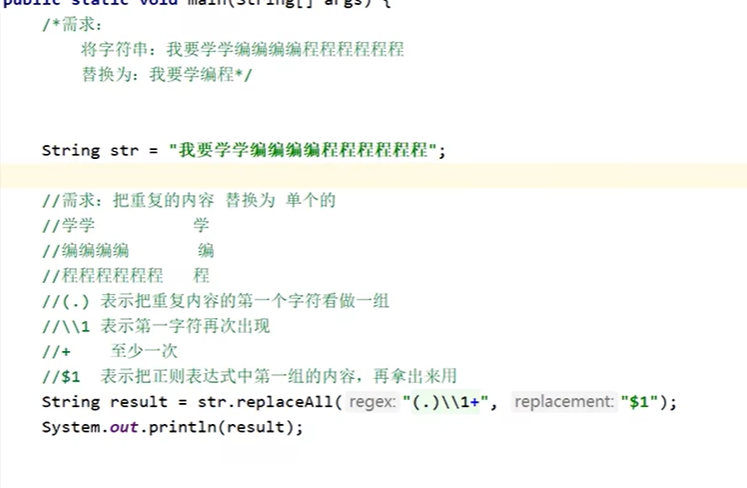 public static void main(String[] args) {
/*需求:
将字符串: 我要学学编编编编程程程程程程
替换为: 我要学编程*/
String str = "我要学学编编编编程程程程程程";
//需求: 把重复的内容 替换为 单个的
//学学 学
//编编编编 编
//程程程程程程 程
//(.) 表示把重复内容的第一个字符看做一组
//\\1 表示第一字符再次出现
//+ 至少一次
//$1 表示把正则表达式中第一组的内容，再拿出来用
String result = str.replaceAll( regex: "(.)\\1+", replacement: "$1");
System.out.println(result);